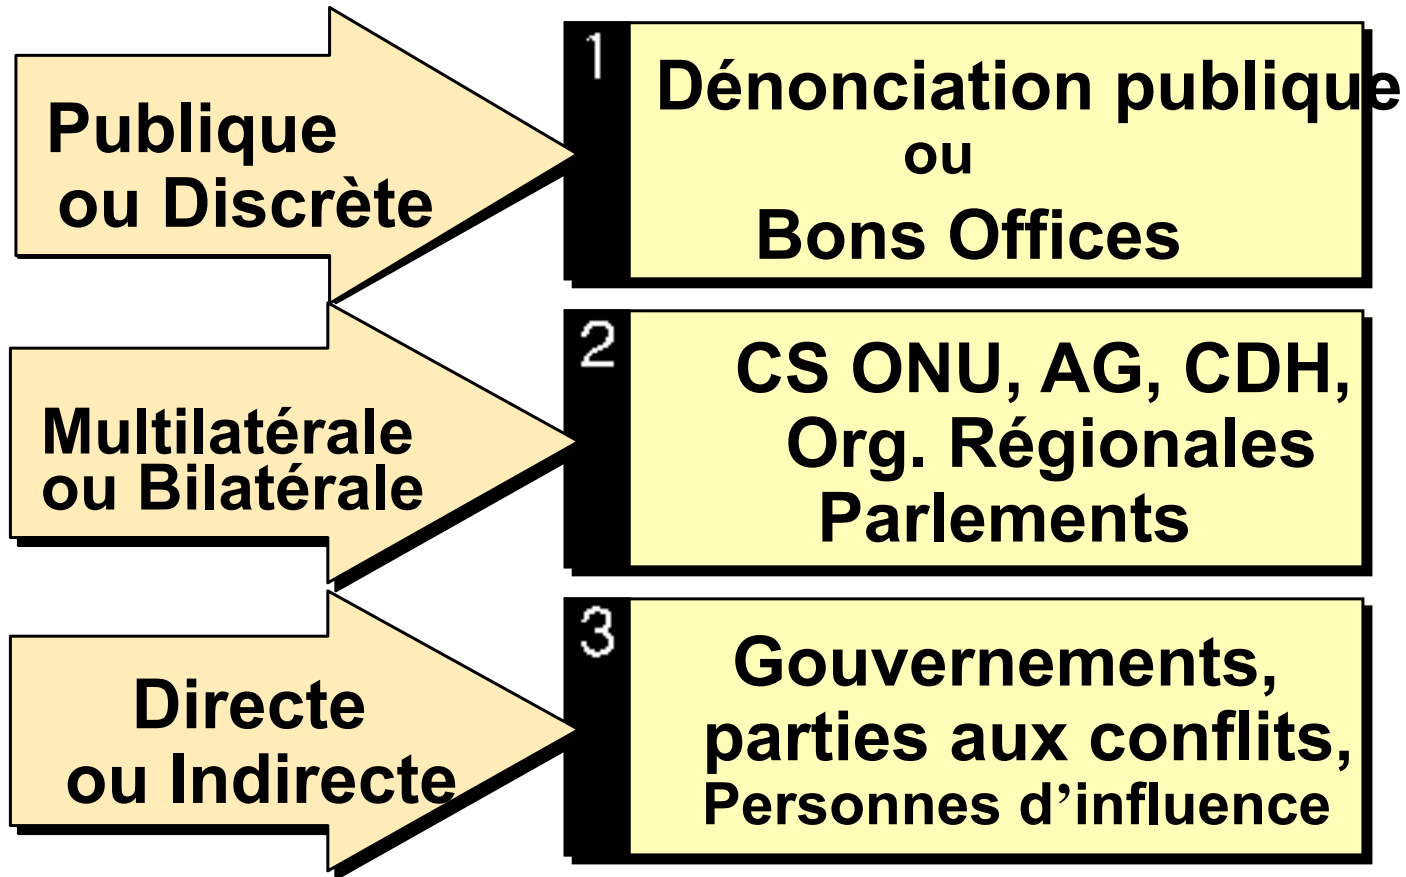 Publique
ou Discrète
1
Dénonciation publique
ou
Bons Offices
Multilatérale
ou Bilatérale
2
CS ONU, AG, CDH,
Org. Régionales
Parlements
Directe
ou Indirecte
3
Gouvernements,
parties aux conflits,
Personnes d’influence